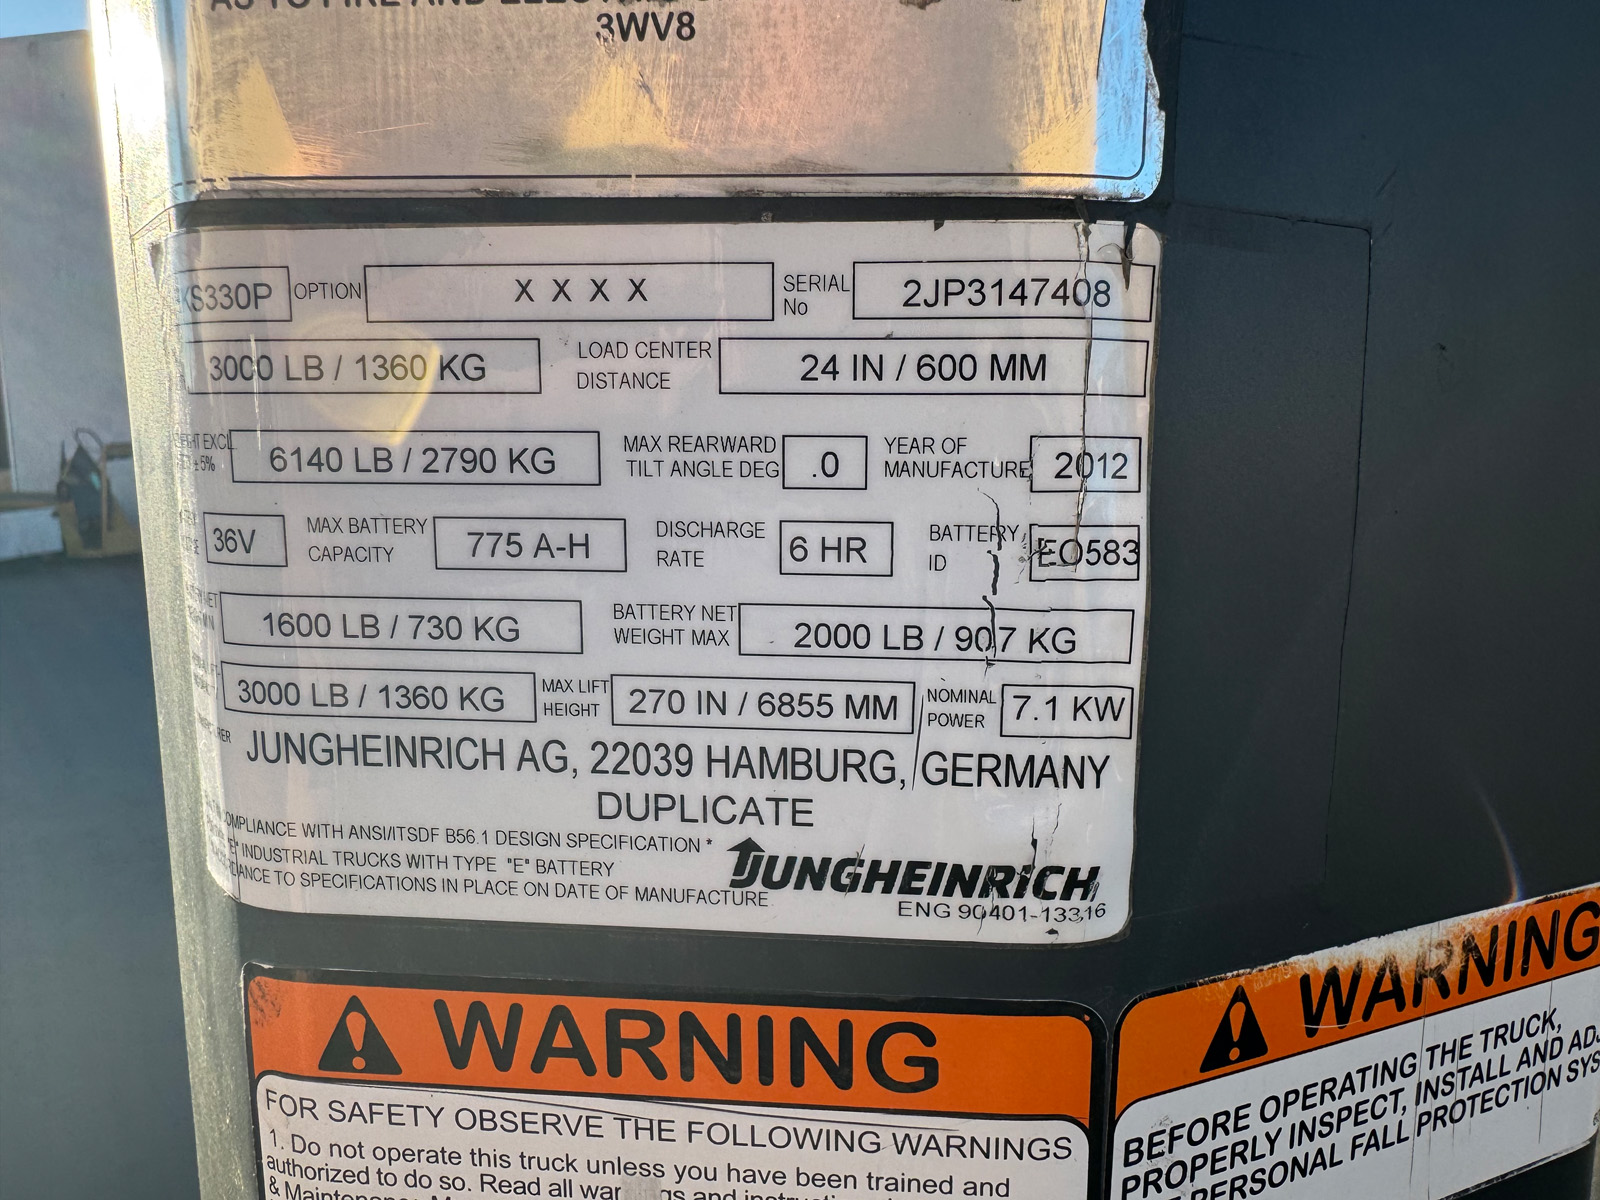 3WV8
KS330P OPTION X X X X SERIAL No 2JP3147408
3000 LB / 1360 KG LOAD CENTER DISTANCE 24 IN / 600 MM
EXCL. ±5% 6140 LB / 2790 KG MAX REARWARD TILT ANGLE DEG .0 YEAR OF MANUFACTURE 2012
36V MAX BATTERY CAPACITY 775 A-H DISCHARGE RATE 6 HR BATTERY ID EO583
1600 LB / 730 KG BATTERY NET WEIGHT MAX 2000 LB / 907 KG
3000 LB / 1360 KG MAX LIFT HEIGHT 270 IN / 6855 MM NOMINAL POWER 7.1 KW
JUNGHEINRICH AG, 22039 HAMBURG, GERMANY
DUPLICATE
COMPLIANCE WITH ANSI/ITSDF B56.1 DESIGN SPECIFICATION *
"E" INDUSTRIAL TRUCKS WITH TYPE "E" BATTERY
TO SPECIFICATIONS IN PLACE ON DATE OF MANUFACTURE
JUNGHEINRICH
ENG 90401-13316
WARNING
FOR SAFETY OBSERVE THE FOLLOWING WARNINGS
1. Do not operate this truck unless you have been trained and
authorized to do so. Read all
WARNING
BEFORE OPERATING THE TRUCK,
PROPERLY INSPECT, INSTALL AND
PERSONAL FALL PROTECTION